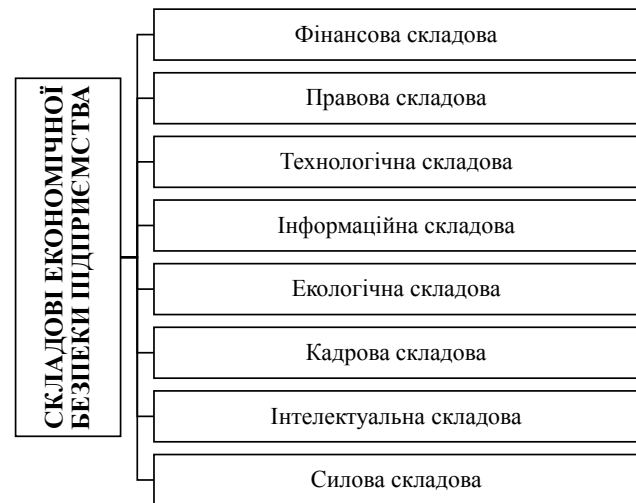 СКЛАДОВІ ЕКОНОМІЧНОЇ
БЕЗПЕКИ ПІДПРИЄМСТВА
Фінансова складова
Правова складова
Технологічна складова
Інформаційна складова
Екологічна складова
Кадрова складова
Інтелектуальна складова
Силова складова